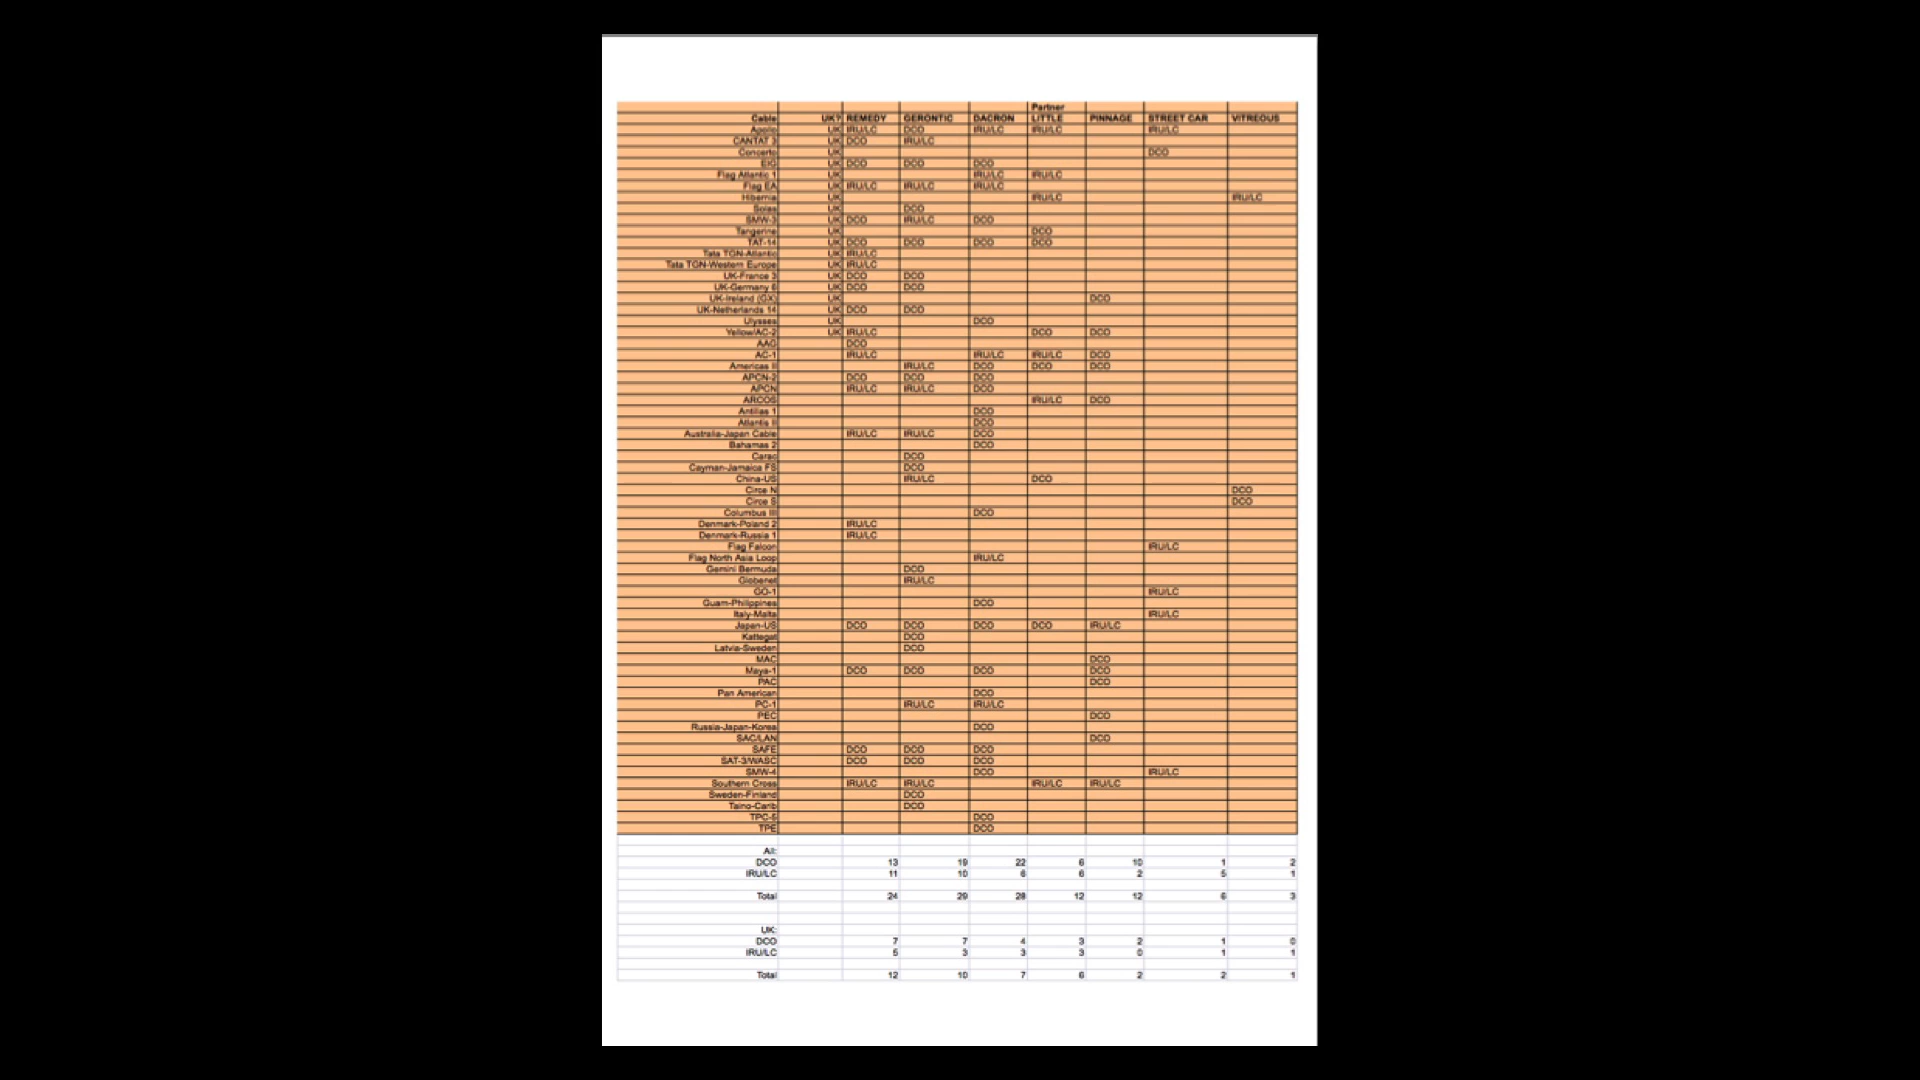 Partner
Cable UK? REMEDY GERONTIC DACRON LITTLE PINNAGE STREET CAR VITREOUS
Apollo UK IRU/LC DCO IRU/LC IRU/LC IRU/LC
CANTAT 3 UK DCO IRU/LC
Concerto UK DCO
EIG UK DCO DCO DCO
Flag Atlantic 1 UK IRU/LC IRU/LC
Flag EA UK IRU/LC IRU/LC IRU/LC
Hibernia UK IRU/LC IRU/LC
Solas UK DCO
SMW-3 UK DCO IRU/LC DCO
Tangerine UK DCO
TAT-14 UK DCO DCO DCO DCO
Tata TGN-Atlantic UK IRU/LC
Tata TGN-Western Europe UK IRU/LC
UK-France 3 UK DCO DCO
UK-Germany 6 UK DCO DCO
UK-Ireland (GX) UK DCO
UK-Netherlands 14 UK DCO DCO
Ulysses UK DCO
Yellow/AC-2 UK IRU/LC DCO DCO
AAG DCO
AC-1 IRU/LC IRU/LC IRU/LC DCO
Americas II IRU/LC DCO DCO DCO
APCN-2 DCO DCO DCO
APCN IRU/LC IRU/LC DCO
ARCOS IRU/LC DCO
Antillas 1 DCO
Atlantis II DCO
Australia-Japan Cable IRU/LC IRU/LC DCO
Bahamas 2 DCO
Carac DCO
Cayman-Jamaica FS DCO
China-US IRU/LC DCO
Circe N DCO
Circe S DCO
Columbus III DCO
Denmark-Poland 2 IRU/LC
Denmark-Russia 1 IRU/LC
Flag Falcon IRU/LC
Flag North Asia Loop IRU/LC
Gemini Bermuda DCO
Globenet IRU/LC
GO-1 IRU/LC
Guam-Philippines DCO
Italy-Malta IRU/LC
Japan-US DCO DCO DCO DCO IRU/LC
Kattegat DCO
Latvia-Sweden DCO
MAC DCO
Maya-1 DCO DCO DCO DCO
PAC DCO
Pan American DCO
PC-1 IRU/LC IRU/LC
PEC DCO
Russia-Japan-Korea DCO
SAC/LAN DCO
SAFE DCO DCO DCO
SAT-3/WASC DCO DCO DCO
SMW-4 DCO IRU/LC
Southern Cross IRU/LC IRU/LC IRU/LC IRU/LC
Sweden-Finland DCO
Taino-Carib DCO
TPC-5 DCO
TPE DCO
All:
DCO 13 19 22 6 10 1 2
IRU/LC 11 10 6 6 2 5 1
Total 24 29 28 12 12 6 3
UK:
DCO 7 7 4 3 2 1 0
IRU/LC 5 3 3 3 0 1 1
Total 12 10 7 6 2 2 1